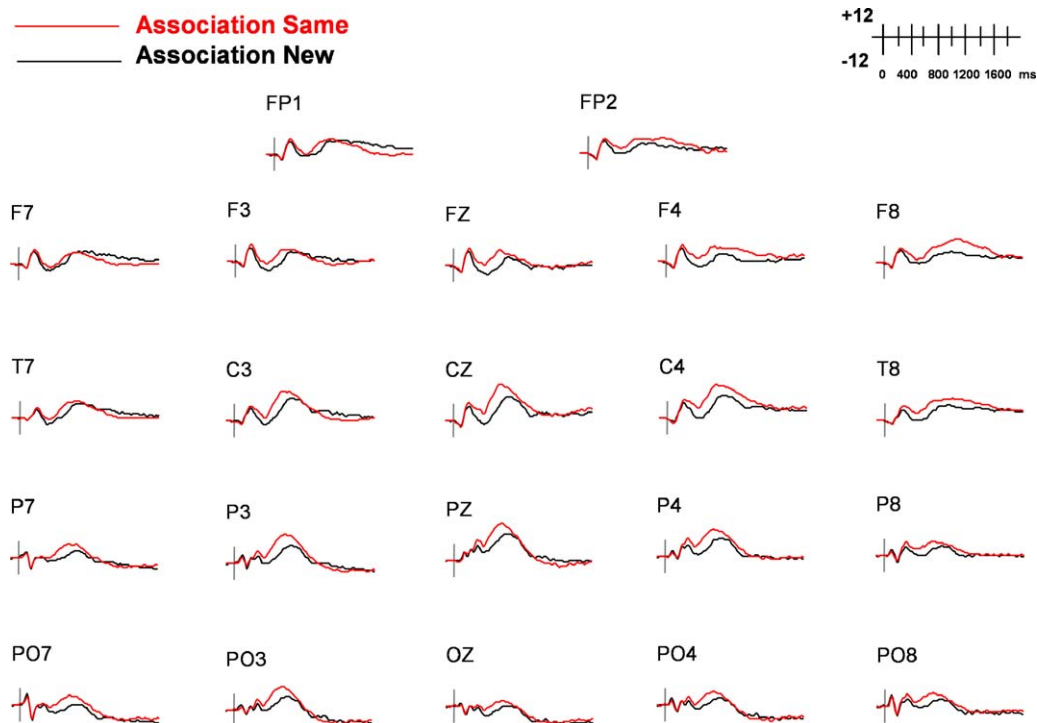 Association Same
Association New
+12
-12
0 400 800 1200 1600 ms
FP1 FP2
F7 F3 FZ F4 F8
T7 C3 CZ C4 T8
P7 P3 PZ P4 P8
PO7 PO3 OZ PO4 PO8